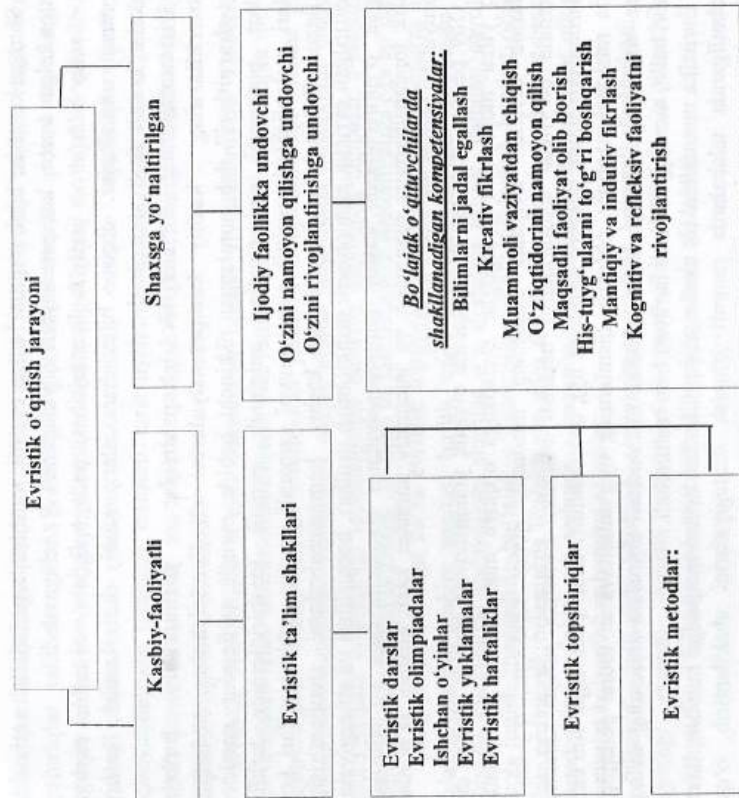 Evristik o‘qitish jarayoni
Kasbiy-faoliyatli
Shaxsga yo‘naltirilgan
Evristik ta’lim shakllari
Ijodiy faollikka undovchi
O‘zini namoyon qilishga undovchi
O‘zini rivojlantirishga undovchi
Evristik darslar
Evristik olimpiadalar
Ishchan o‘yinlar
Evristik yuklamalar
Evristik haftaliklar
Evristik topshiriqlar
Evristik metodlar:
Bo‘lajak o‘qituvchilarda
shakllanadigan kompetensiyalar:
Bilimlarni jadal egallash
Kreativ fikrlash
Muammoli vaziyatdan chiqish
O‘z iqtidorini namoyon qilish
Maqsadli faoliyat olib borish
His-tuyg‘ularni to‘g‘ri boshqarish
Mantiqiy va indutiv fikrlash
Kognitiv va refleksiv faoliyatni
rivojlantirish